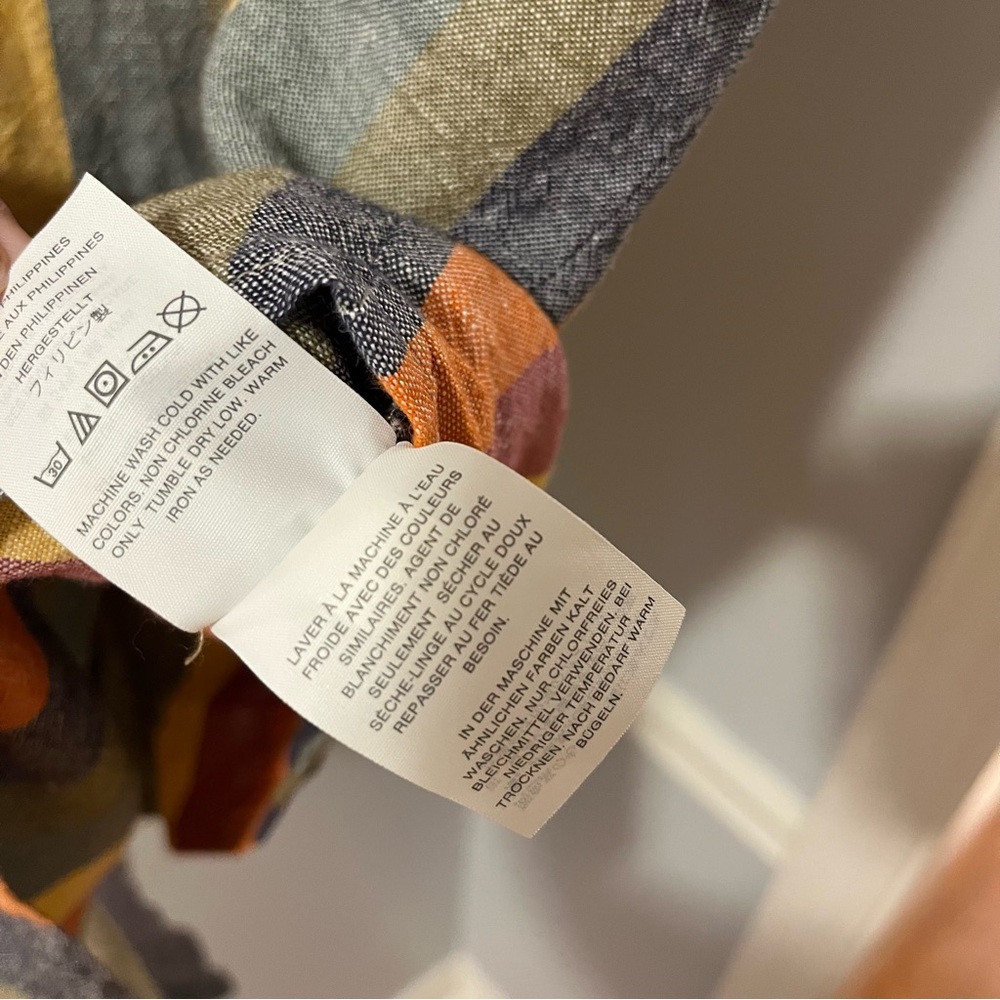 PHILIPPINES
AUX PHILIPPINES
DEN PHILIPPINEN
HERGESTELLT
フィリピン製
30
MACHINE WASH COLD WITH LIKE
COLORS. NON CHLORINE BLEACH
ONLY TUMBLE DRY LOW. WARM
IRON AS NEEDED.
LAVER À LA MACHINE À L'EAU
FROIDE AVEC DES COULEURS
SIMILAIRES. AGENT DE
BLANCHIMENT NON CHLORÉ
SEULEMENT SÉCHER AU
SÈCHE-LINGE AU CYCLE DOUX
REPASSER AU FER TIÈDE AU
BESOIN.
IN DER MASCHINE MIT
ÄHNLICHEN FARBEN KALT
WASCHEN. NUR CHLORFREIES
BLEICHMITTEL VERWENDEN. BEI
NIEDRIGER TEMPERATUR
TROCKNEN. NACH BEDARF WARM
BÜGELN.